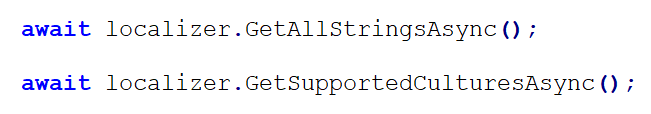 await localizer.GetAllStringsAsync();
await localizer.GetSupportedCulturesAsync();